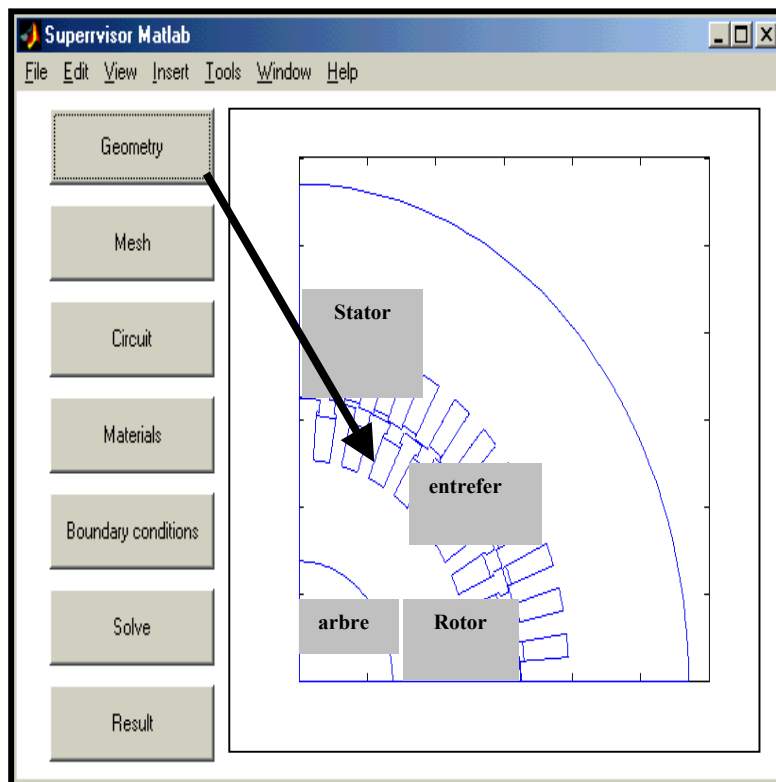 Superrvisor Matlab
File Edit View Insert Tools Window Help
Geometry
Mesh
Circuit
Materials
Boundary conditions
Solve
Result
Stator
entrefer
arbre
Rotor